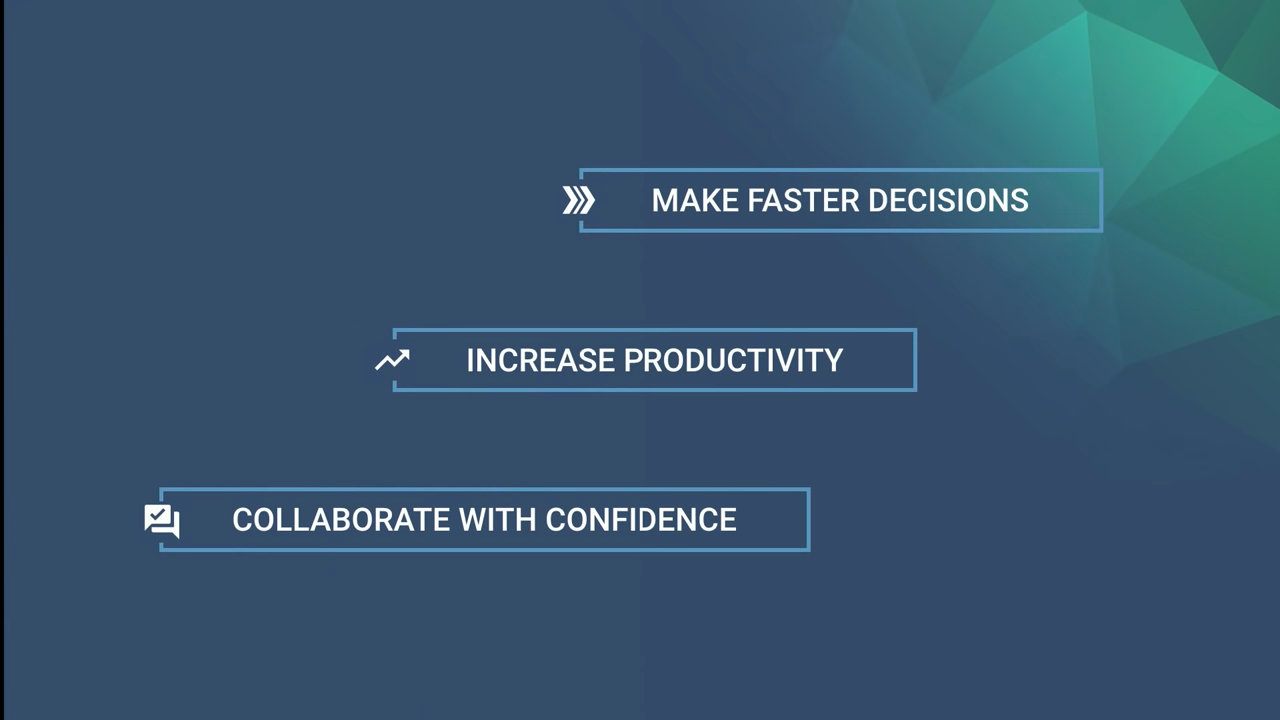 MAKE FASTER DECISIONS
INCREASE PRODUCTIVITY
COLLABORATE WITH CONFIDENCE